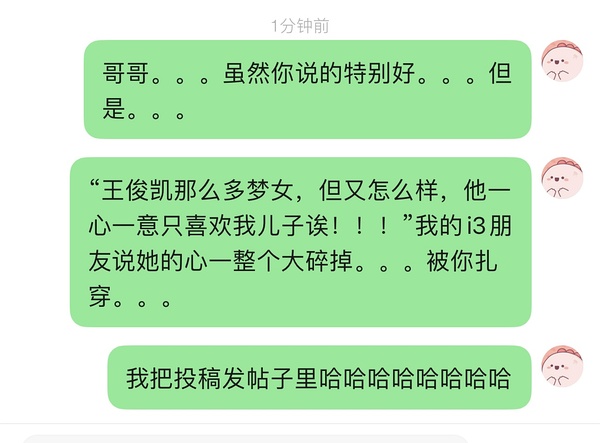 1分钟前
哥哥。。。虽然你说的特别好。。。但
是。。。
“王俊凯那么多梦女，但又怎么样，他一
心一意只喜欢我儿子诶！！！”我的i3朋
友说她的心一整个大碎掉。。。被你扎
穿。。。
我把投稿发帖子里哈哈哈哈哈哈哈哈